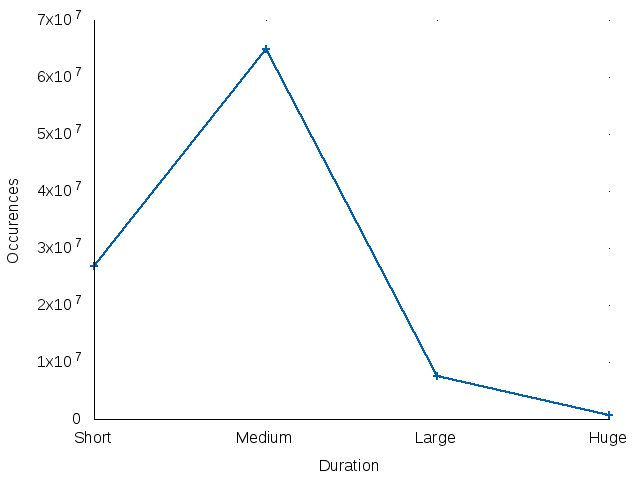 7x10^7
6x10^7
5x10^7
4x10^7
3x10^7
2x10^7
1x10^7
0
Occurences
Short Medium Large Huge
Duration